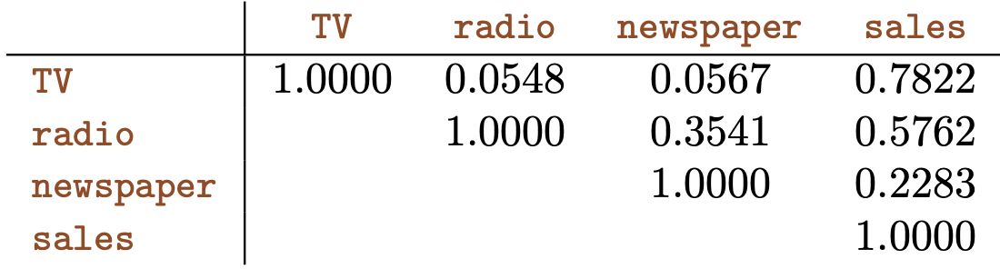 TV radio newspaper sales
TV 1.0000 0.0548 0.0567 0.7822
radio 1.0000 0.3541 0.5762
newspaper 1.0000 0.2283
sales 1.0000